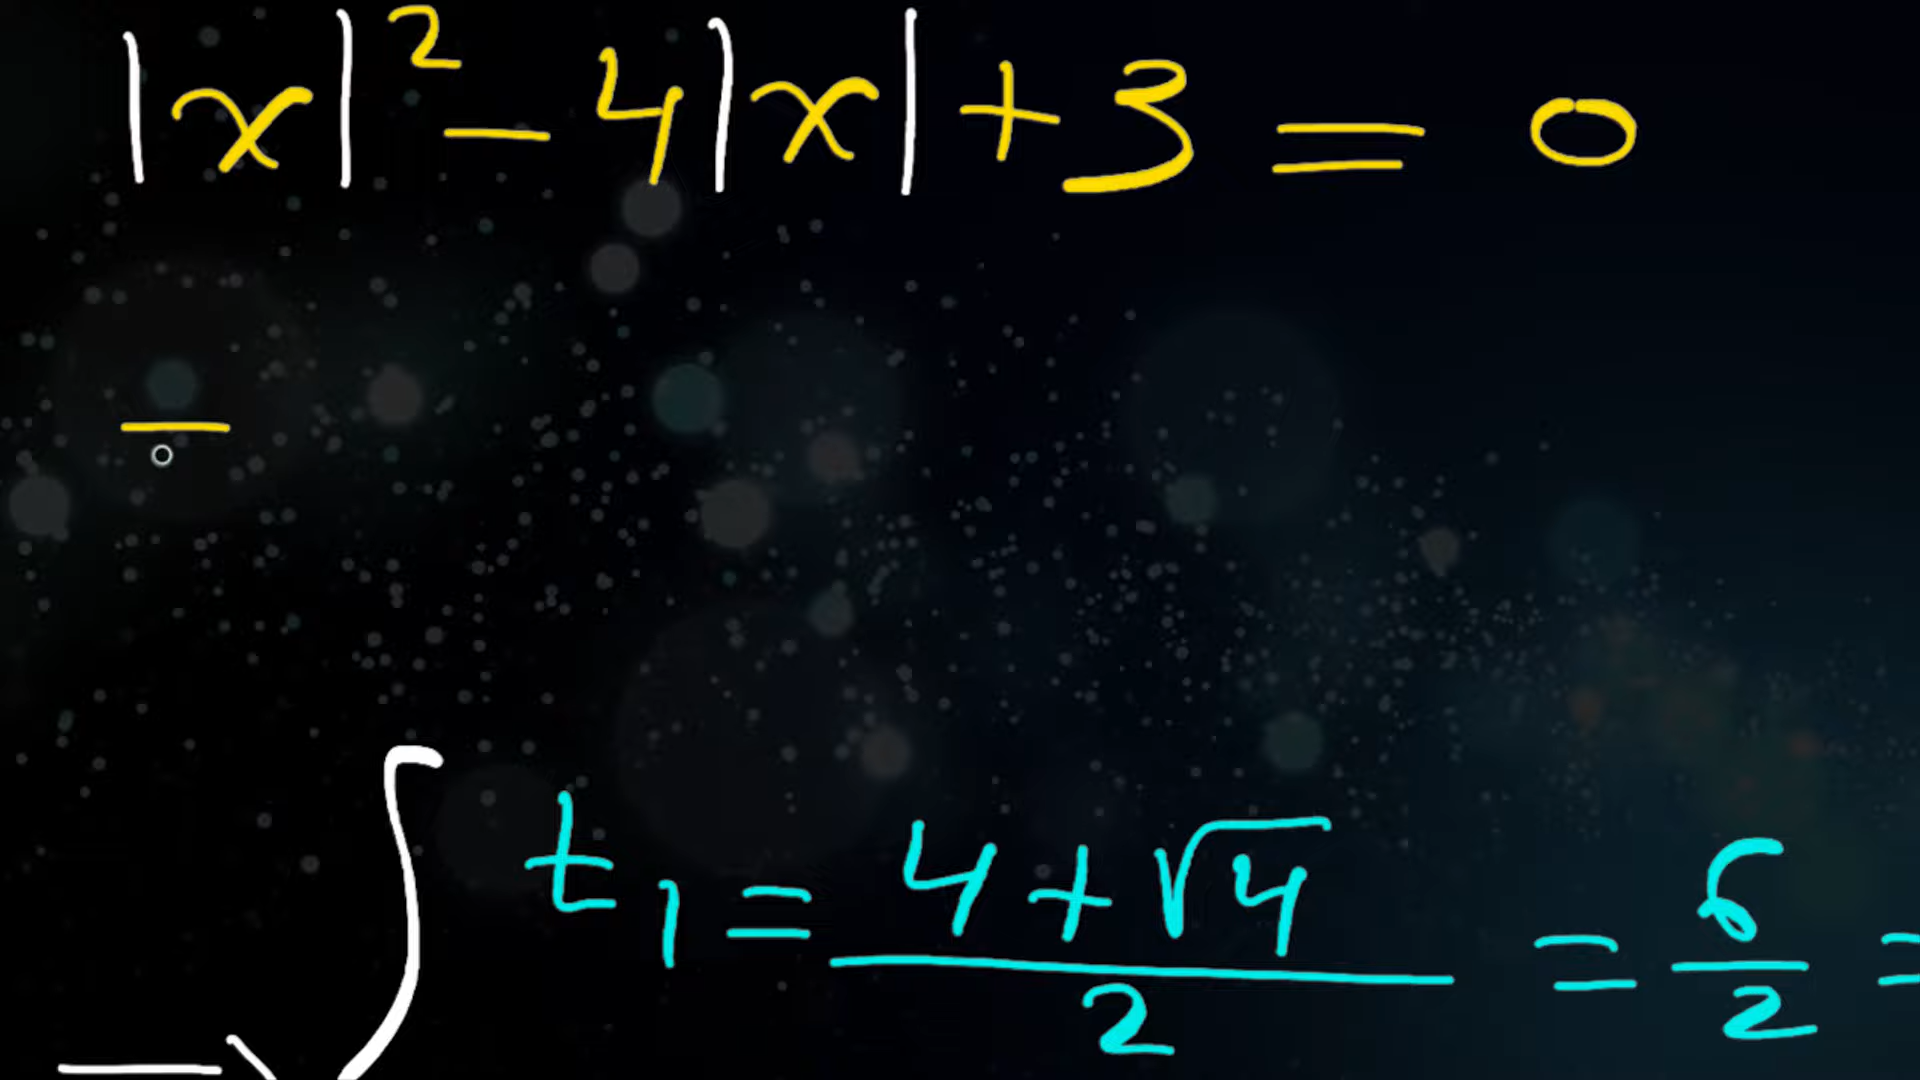 |x|² - 4|x| + 3 = 0
t₁ = (4 + √4)/2 = 6/2 =